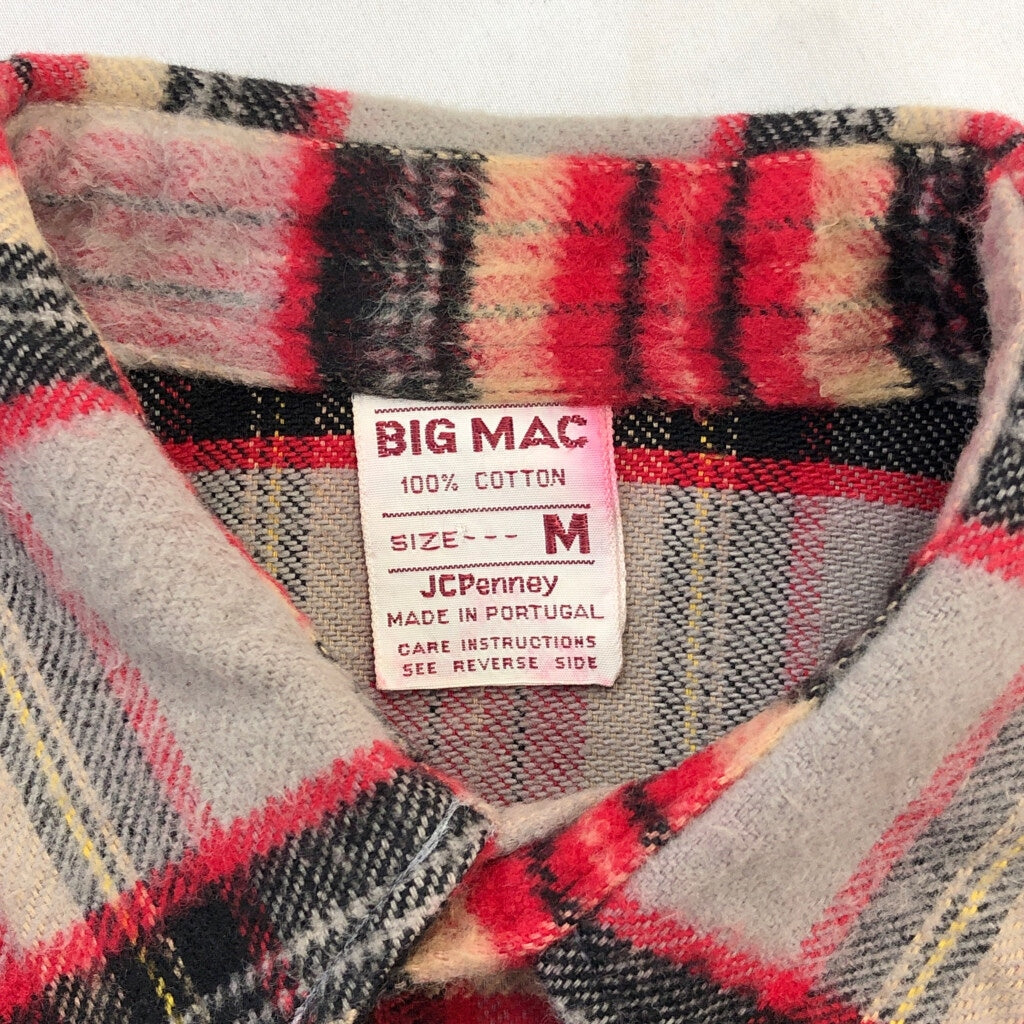 BIG MAC
100% COTTON
SIZE--- M
JCPenney
MADE IN PORTUGAL
CARE INSTRUCTIONS
SEE REVERSE SIDE